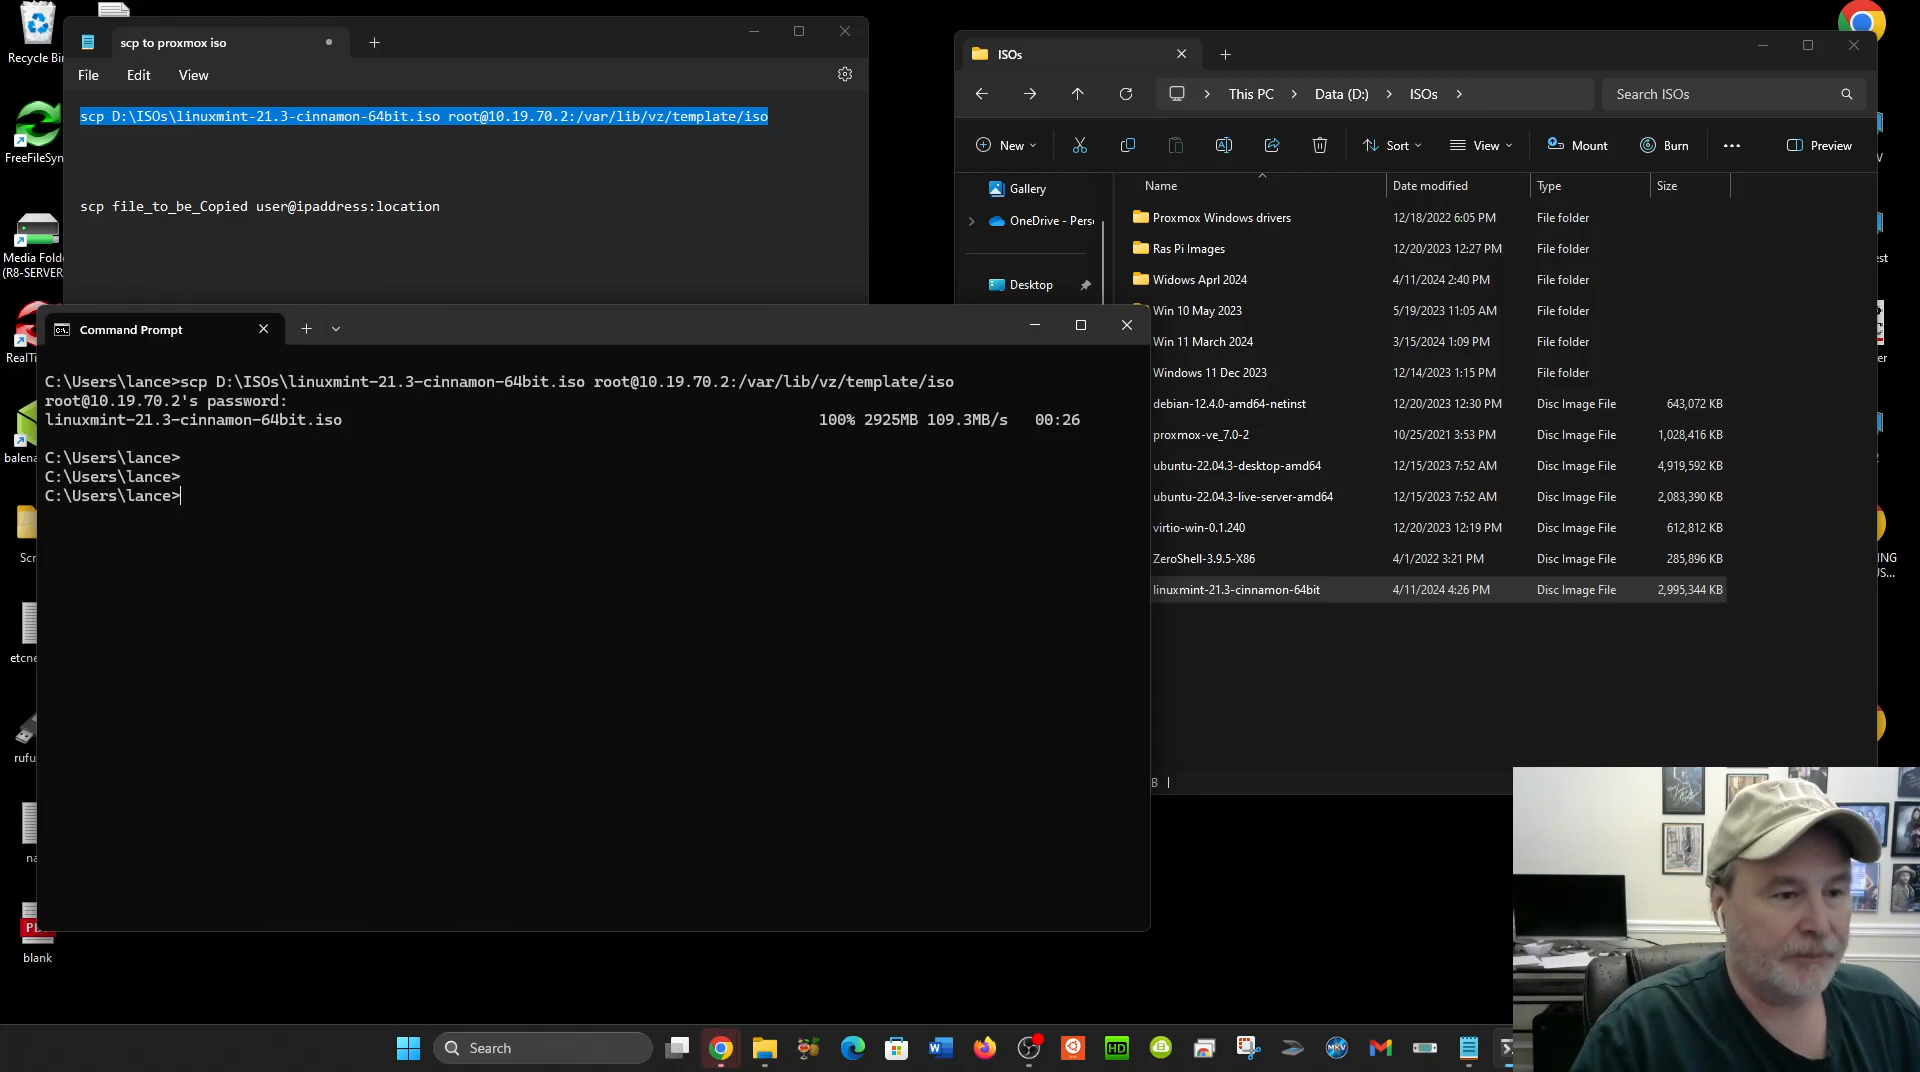 Recycle Bin
FreeFileSyn
Media Fold
(R8-SERVER
RealTi
balena
Scr
etcne
rufu
na
blank
scp to proxmox iso
File Edit View
scp D:\ISOs\linuxmint-21.3-cinnamon-64bit.iso root@10.19.70.2:/var/lib/vz/template/iso
scp file_to_be_Copied user@ipaddress:location
Command Prompt
C:\Users\lance>scp D:\ISOs\linuxmint-21.3-cinnamon-64bit.iso root@10.19.70.2:/var/lib/vz/template/iso
root@10.19.70.2's password:
linuxmint-21.3-cinnamon-64bit.iso 100% 2925MB 109.3MB/s 00:26
C:\Users\lance>
C:\Users\lance>
C:\Users\lance>
ISOs
This PC > Data (D:) > ISOs >
Search ISOs
New Sort View Mount Burn Preview
Gallery
OneDrive - Pers
Desktop
Name Date modified Type Size
Proxmox Windows drivers 12/18/2022 6:05 PM File folder
Ras Pi Images 12/20/2023 12:27 PM File folder
Widows Aprl 2024 4/11/2024 2:40 PM File folder
Win 10 May 2023 5/19/2023 11:05 AM File folder
Win 11 March 2024 3/15/2024 1:09 PM File folder
Windows 11 Dec 2023 12/14/2023 1:15 PM File folder
debian-12.4.0-amd64-netinst 12/20/2023 12:30 PM Disc Image File 643,072 KB
proxmox-ve_7.0-2 10/25/2021 3:53 PM Disc Image File 1,028,416 KB
ubuntu-22.04.3-desktop-amd64 12/15/2023 7:52 AM Disc Image File 4,919,592 KB
ubuntu-22.04.3-live-server-amd64 12/15/2023 7:52 AM Disc Image File 2,083,390 KB
virtio-win-0.1.240 12/20/2023 12:19 PM Disc Image File 612,812 KB
ZeroShell-3.9.5-X86 4/1/2022 3:21 PM Disc Image File 285,896 KB
linuxmint-21.3-cinnamon-64bit 4/11/2024 4:26 PM Disc Image File 2,995,344 KB
B
V
est
er
NG
JS...
Search
W
HD
MKV